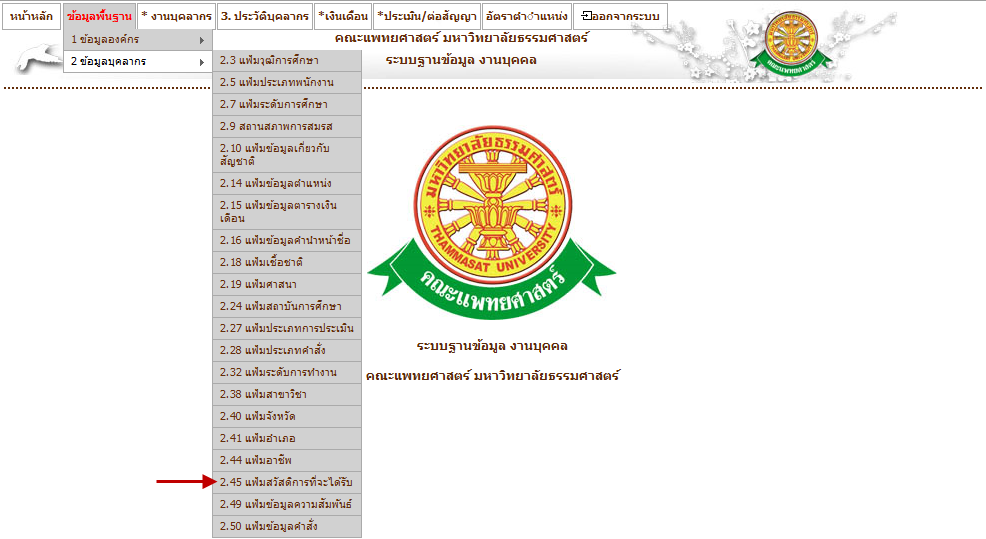 หน้าหลัก
ข้อมูลพื้นฐาน
* งานบุคลากร
3. ประวัติบุคลากร
*เงินเดือน
*ประเมิน/ต่อสัญญา
อัตราตำแหน่ง
ออกจากระบบ
คณะแพทยศาสตร์ มหาวิทยาลัยธรรมศาสตร์
ระบบฐานข้อมูล งานบุคคล
1 ข้อมูลองค์กร
2 ข้อมูลบุคลากร
2.3 แฟ้มวุฒิการศึกษา
2.5 แฟ้มประเภทพนักงาน
2.7 แฟ้มระดับการศึกษา
2.9 สถานสภาพการสมรส
2.10 แฟ้มข้อมูลเกี่ยวกับ
สัญชาติ
2.14 แฟ้มข้อมูลตำแหน่ง
2.15 แฟ้มข้อมูลตารางเงิน
เดือน
2.16 แฟ้มข้อมูลคำนำหน้าชื่อ
2.18 แฟ้มเชื้อชาติ
2.19 แฟ้มศาสนา
2.24 แฟ้มสถาบันการศึกษา
2.27 แฟ้มประเภทการประเมิน
2.28 แฟ้มประเภทคำสั่ง
2.32 แฟ้มระดับการทำงาน
2.38 แฟ้มสาขาวิชา
2.40 แฟ้มจังหวัด
2.41 แฟ้มอำเภอ
2.44 แฟ้มอาชีพ
2.45 แฟ้มสวัสดิการที่จะได้รับ
2.49 แฟ้มข้อมูลความสัมพันธ์
2.50 แฟ้มข้อมูลคำสั่ง
มหาวิทยาลัยธรรมศาสตร์
THAMMASAT UNIVERSITY
คณะแพทยศาสตร์
ระบบฐานข้อมูล งานบุคคล
คณะแพทยศาสตร์ มหาวิทยาลัยธรรมศาสตร์